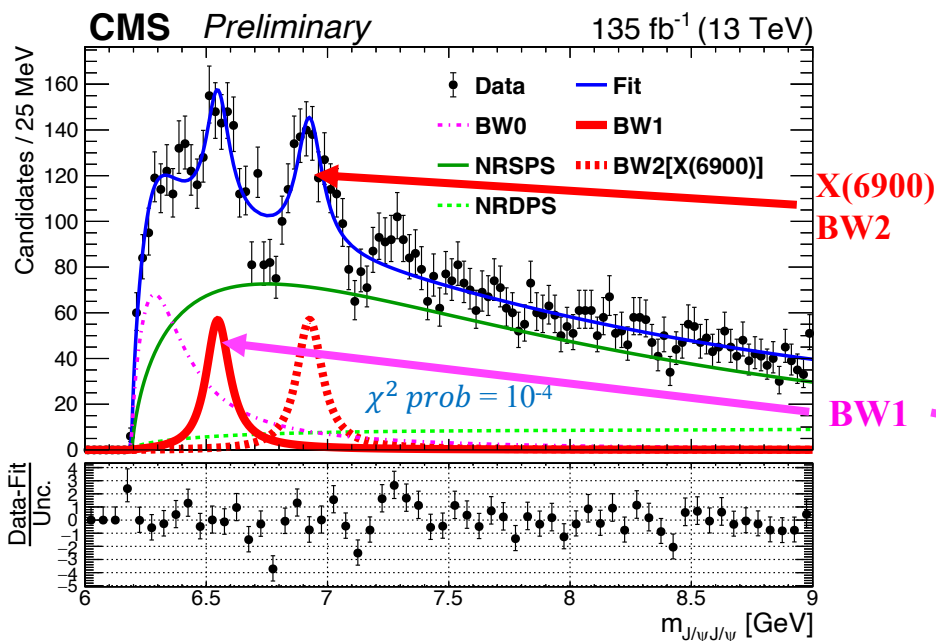 CMS Preliminary 135 fb⁻¹ (13 TeV)
Candidates / 25 MeV
160
140
120
100
80
60
40
20
0
Data
Fit
BW0
BW1
NRSPS
BW2[X(6900)]
NRDPS
X(6900)
BW2
χ² prob = 10⁻⁴
BW1
Data-Fit
Unc.
4
3
2
1
0
−1
−2
−3
−4
−5
6 6.5 7 7.5 8 8.5 9
m_J/ψJ/ψ [GeV]